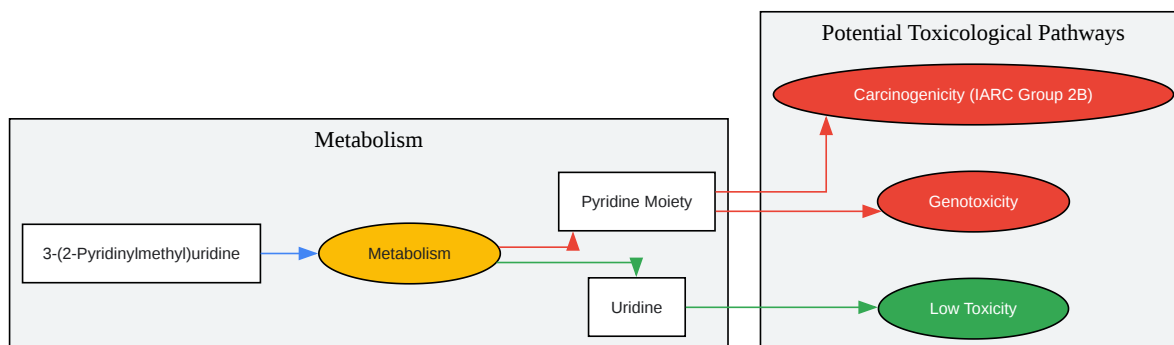 Potential Toxicological Pathways
Carcinogenicity (IARC Group 2B)
Metabolism
Pyridine Moiety
Genotoxicity
3-(2-Pyridinylmethyl)uridine
Metabolism
Uridine
Low Toxicity